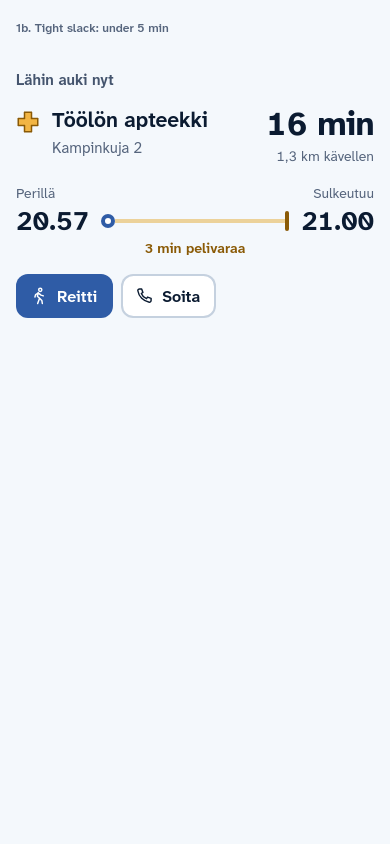 1b. Tight slack: under 5 min
Lähin auki nyt
Töölön apteekki
16 min
Kampinkuja 2
1,3 km kävellen
Perillä
Sulkeutuu
20.57
21.00
3 min pelivaraa
Reitti
Soita